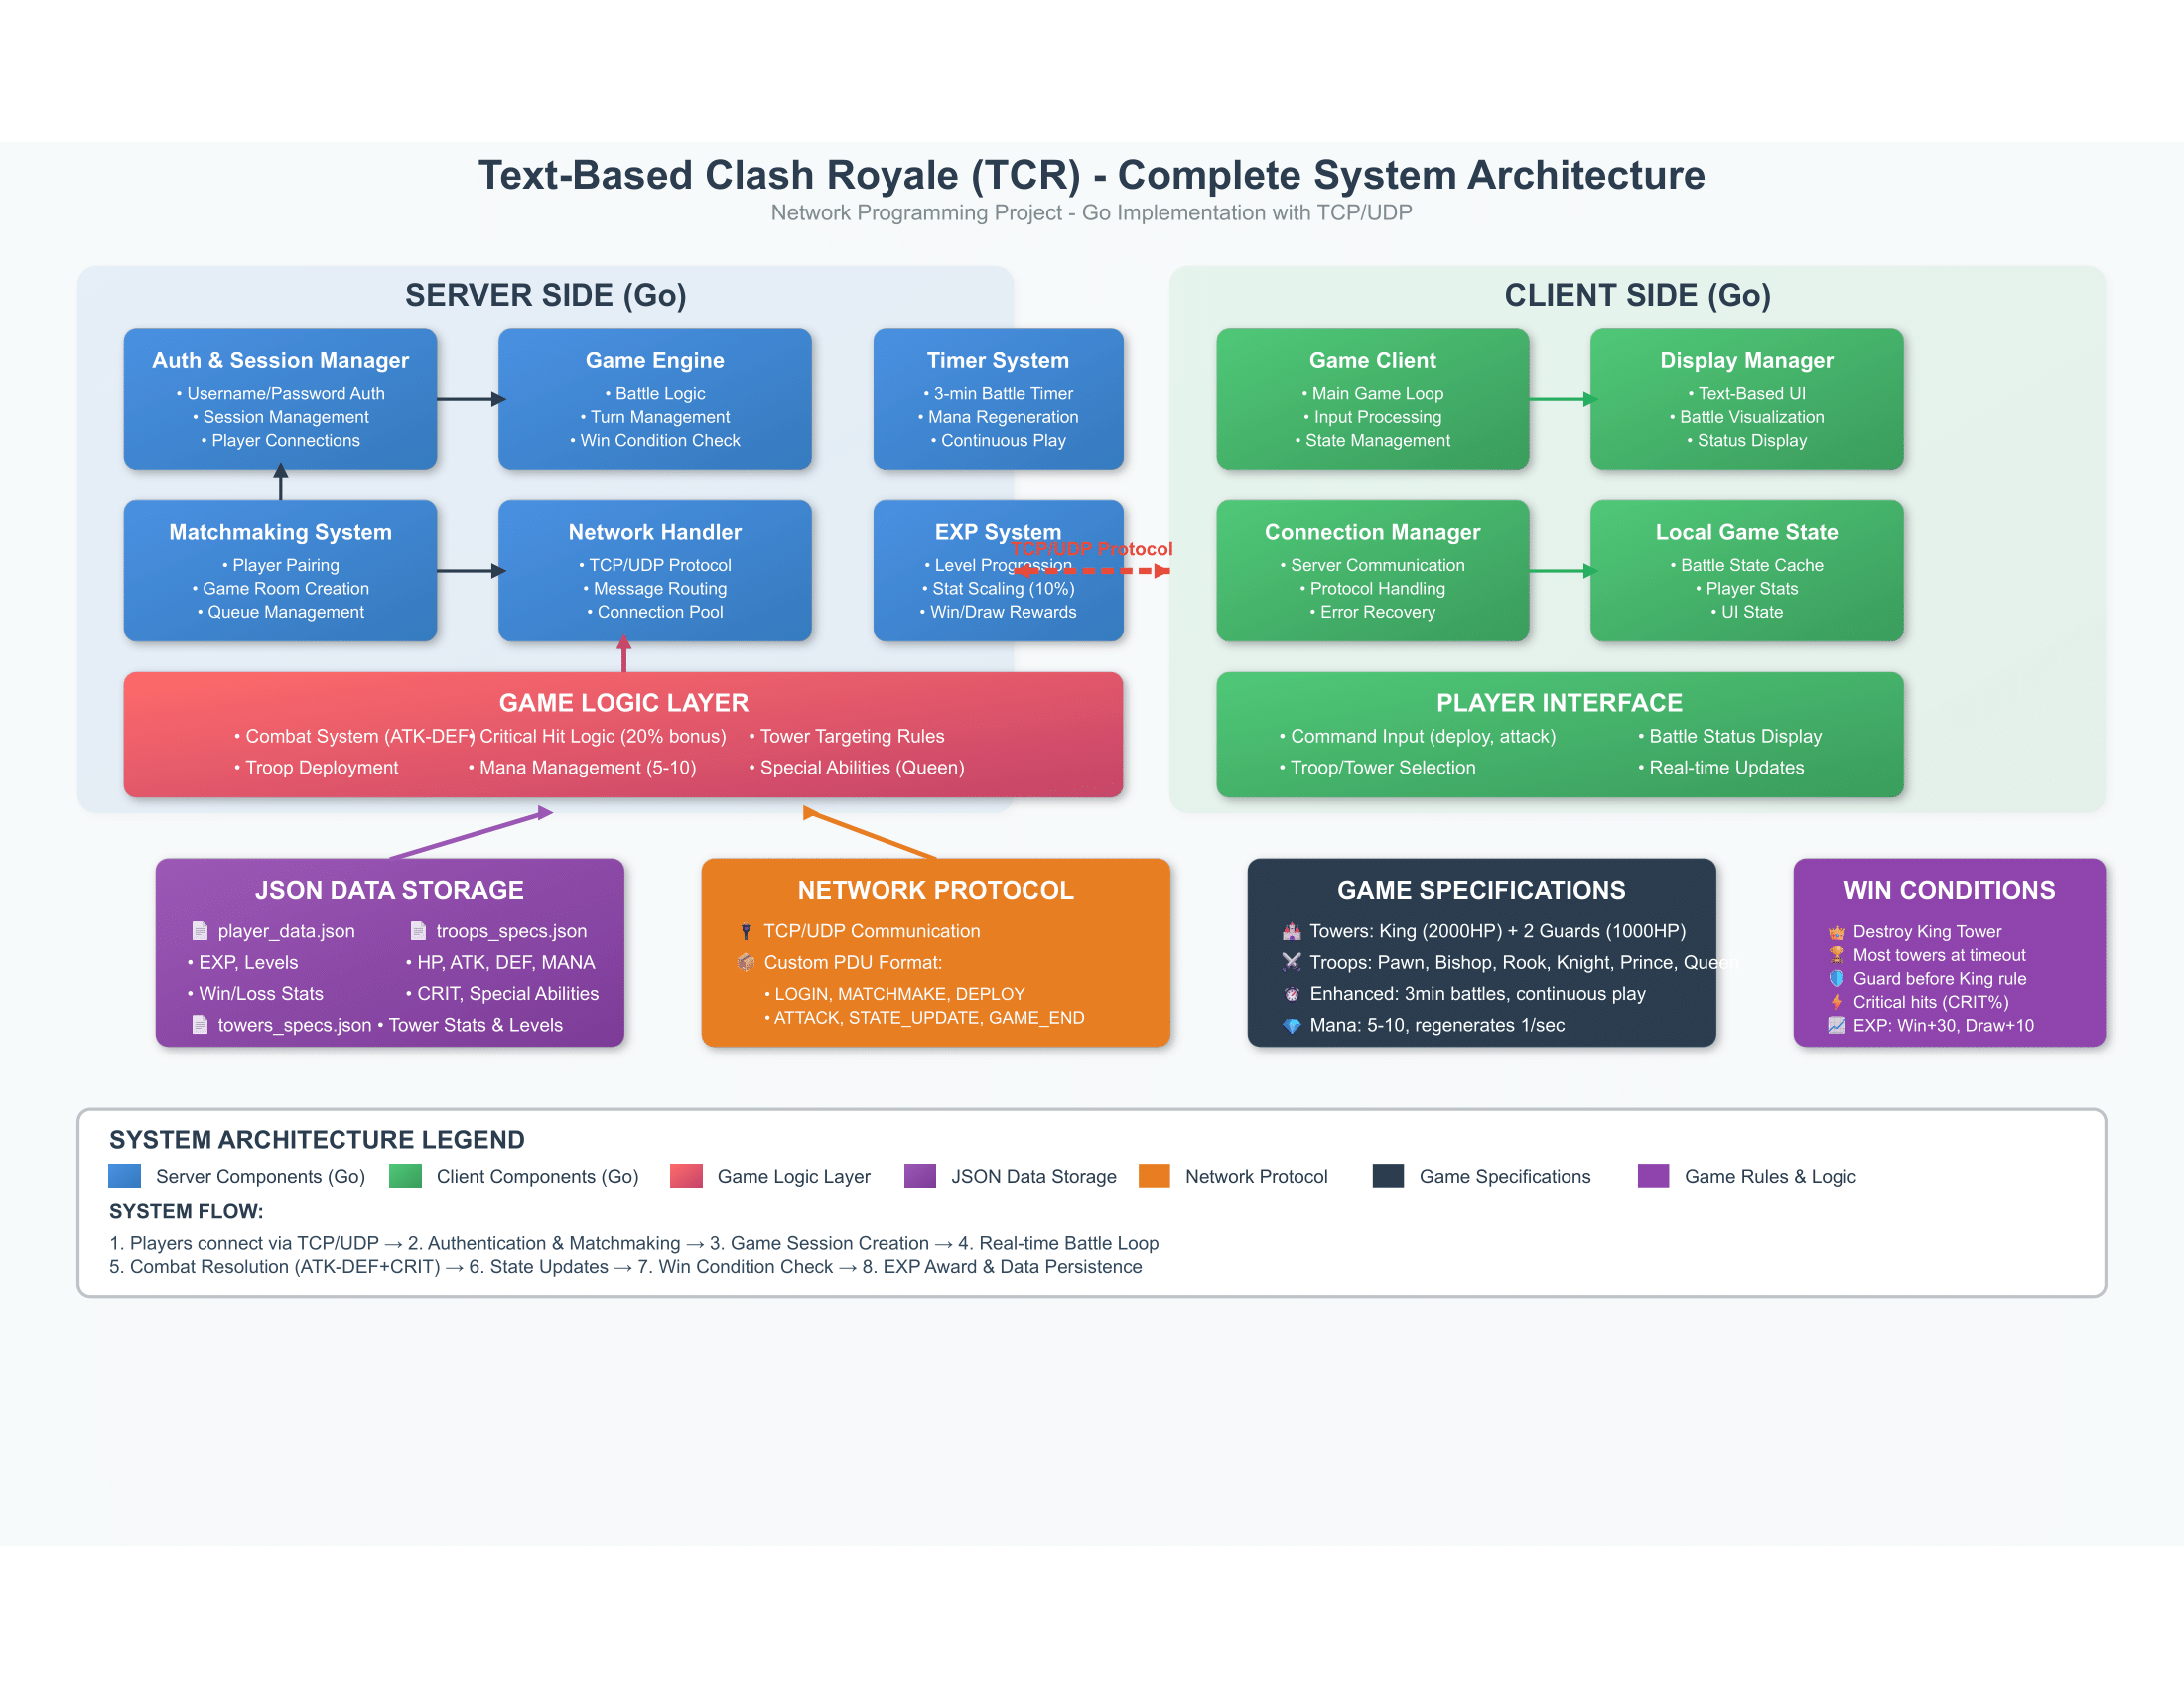 Text-Based Clash Royale (TCR) - Complete System Architecture
Network Programming Project - Go Implementation with TCP/UDP
SERVER SIDE (Go)
Auth & Session Manager
• Username/Password Auth
• Session Management
• Player Connections
Game Engine
• Battle Logic
• Turn Management
• Win Condition Check
Timer System
• 3-min Battle Timer
• Mana Regeneration
• Continuous Play
Matchmaking System
• Player Pairing
• Game Room Creation
• Queue Management
Network Handler
• TCP/UDP Protocol
• Message Routing
• Connection Pool
EXP System
• Level Progression
• Stat Scaling (10%)
• Win/Draw Rewards
TCP/UDP Protocol
GAME LOGIC LAYER
• Combat System (ATK-DEF)
• Critical Hit Logic (20% bonus)
• Tower Targeting Rules
• Troop Deployment
• Mana Management (5-10)
• Special Abilities (Queen)
CLIENT SIDE (Go)
Game Client
• Main Game Loop
• Input Processing
• State Management
Display Manager
• Text-Based UI
• Battle Visualization
• Status Display
Connection Manager
• Server Communication
• Protocol Handling
• Error Recovery
Local Game State
• Battle State Cache
• Player Stats
• UI State
PLAYER INTERFACE
• Command Input (deploy, attack)
• Battle Status Display
• Troop/Tower Selection
• Real-time Updates
JSON DATA STORAGE
player_data.json
troops_specs.json
• EXP, Levels
• HP, ATK, DEF, MANA
• Win/Loss Stats
• CRIT, Special Abilities
towers_specs.json • Tower Stats & Levels
NETWORK PROTOCOL
TCP/UDP Communication
Custom PDU Format:
• LOGIN, MATCHMAKE, DEPLOY
• ATTACK, STATE_UPDATE, GAME_END
GAME SPECIFICATIONS
Towers: King (2000HP) + 2 Guards (1000HP)
Troops: Pawn, Bishop, Rook, Knight, Prince, Queen
Enhanced: 3min battles, continuous play
Mana: 5-10, regenerates 1/sec
WIN CONDITIONS
Destroy King Tower
Most towers at timeout
Guard before King rule
Critical hits (CRIT%)
EXP: Win+30, Draw+10
SYSTEM ARCHITECTURE LEGEND
Server Components (Go)
Client Components (Go)
Game Logic Layer
JSON Data Storage
Network Protocol
Game Specifications
Game Rules & Logic
SYSTEM FLOW:
1. Players connect via TCP/UDP → 2. Authentication & Matchmaking → 3. Game Session Creation → 4. Real-time Battle Loop
5. Combat Resolution (ATK-DEF+CRIT) → 6. State Updates → 7. Win Condition Check → 8. EXP Award & Data Persistence